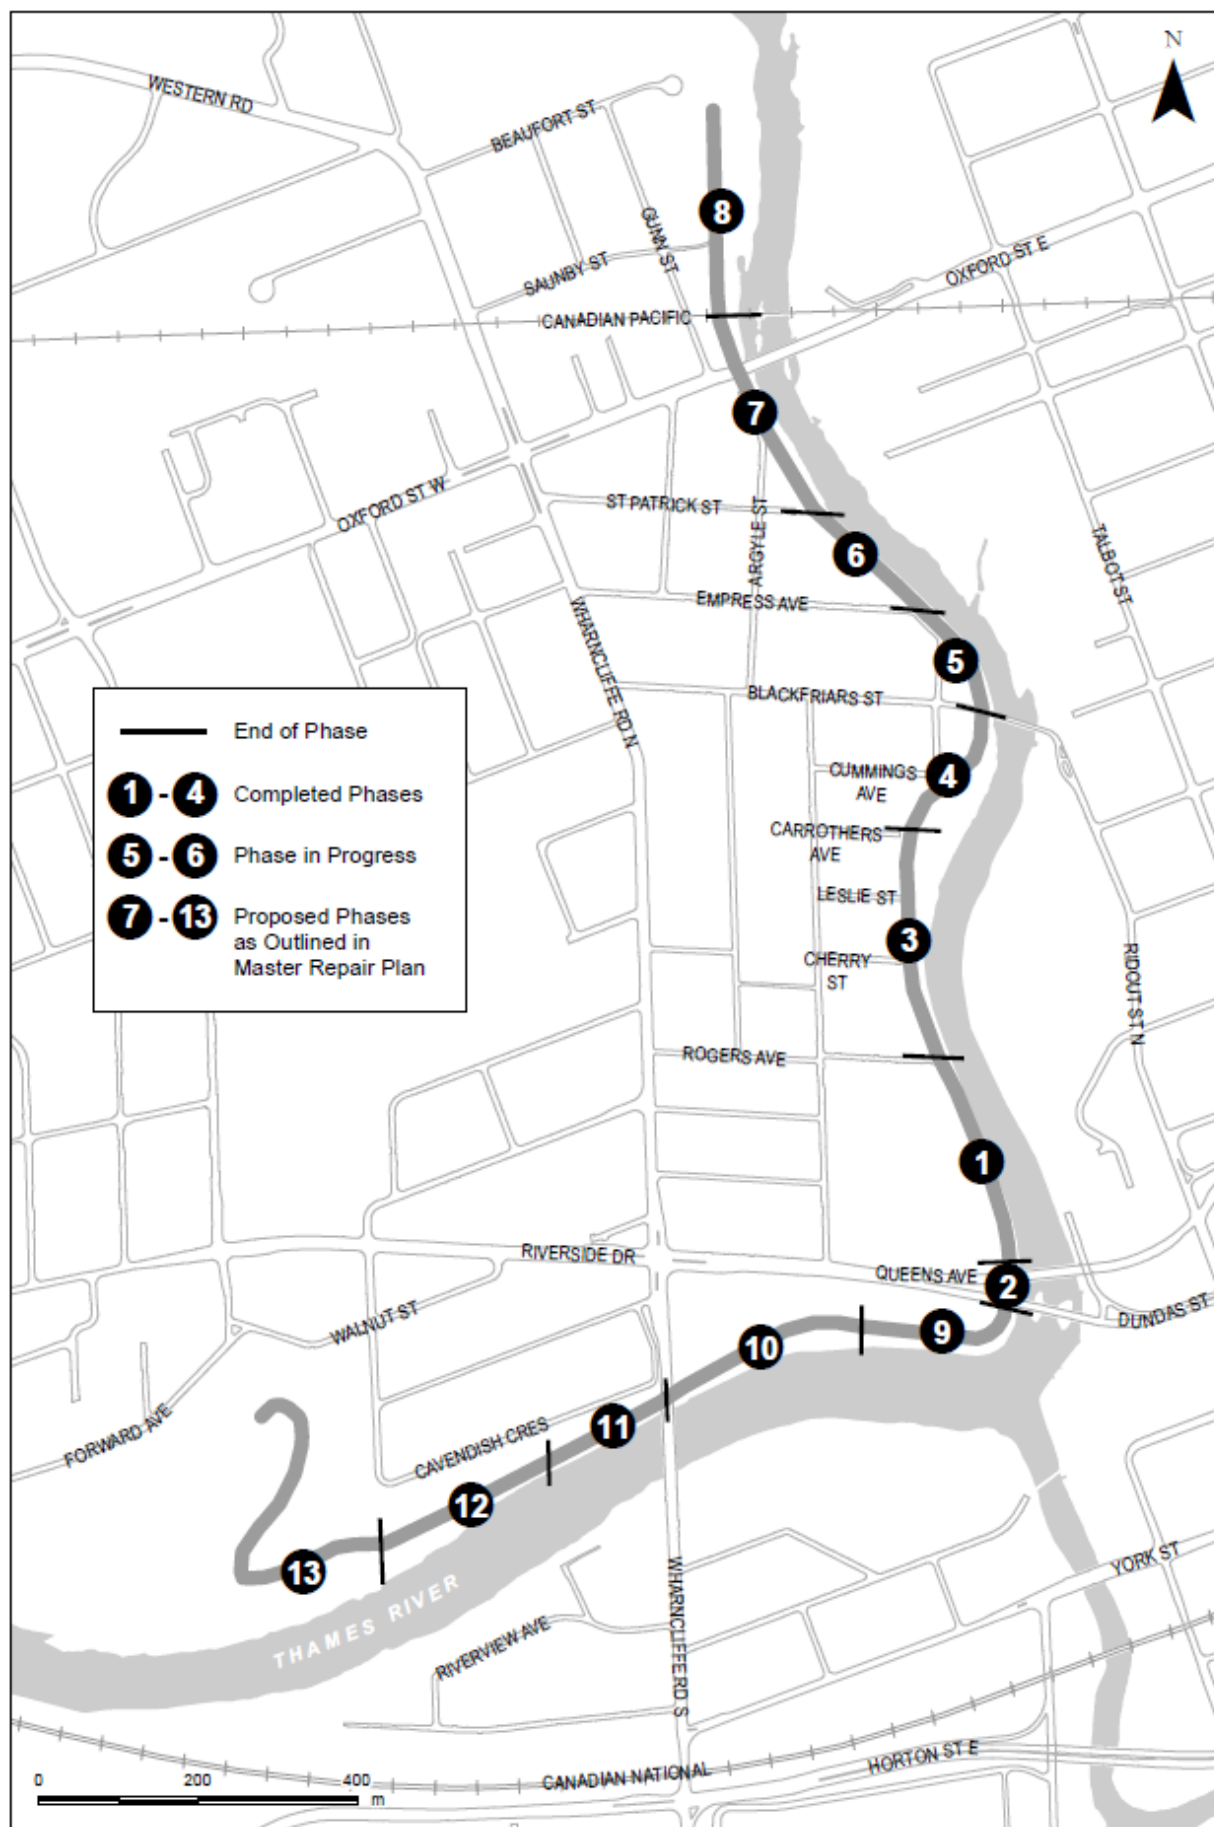 N
WESTERN RD
BEAUFORT ST
8
GUNN ST
SAUNBY ST
OXFORD ST E
CANADIAN PACIFIC
7
OXFORD ST W
ST PATRICK ST
ARGYLE ST
6
TALBOT ST
EMPRESS AVE
WHARNCLIFFE RD N
5
BLACKFRIARS ST
End of Phase
1 - 4 Completed Phases
5 - 6 Phase in Progress
7 - 13 Proposed Phases
as Outlined in
Master Repair Plan
CUMMINGS
AVE
4
CARROTHERS
AVE
LESLIE ST
3
CHERRY
ST
RIDOUT ST N
ROGERS AVE
1
RIVERSIDE DR
QUEENS AVE
2
DUNDAS ST
WALNUT ST
10
9
FORWARD AVE
CAVENDISH CRES
11
12
13
THAMES RIVER
YORK ST
WHARNCLIFFE RD S
RIVERVIEW AVE
HORTON ST E
CANADIAN NATIONAL
0 200 400
m